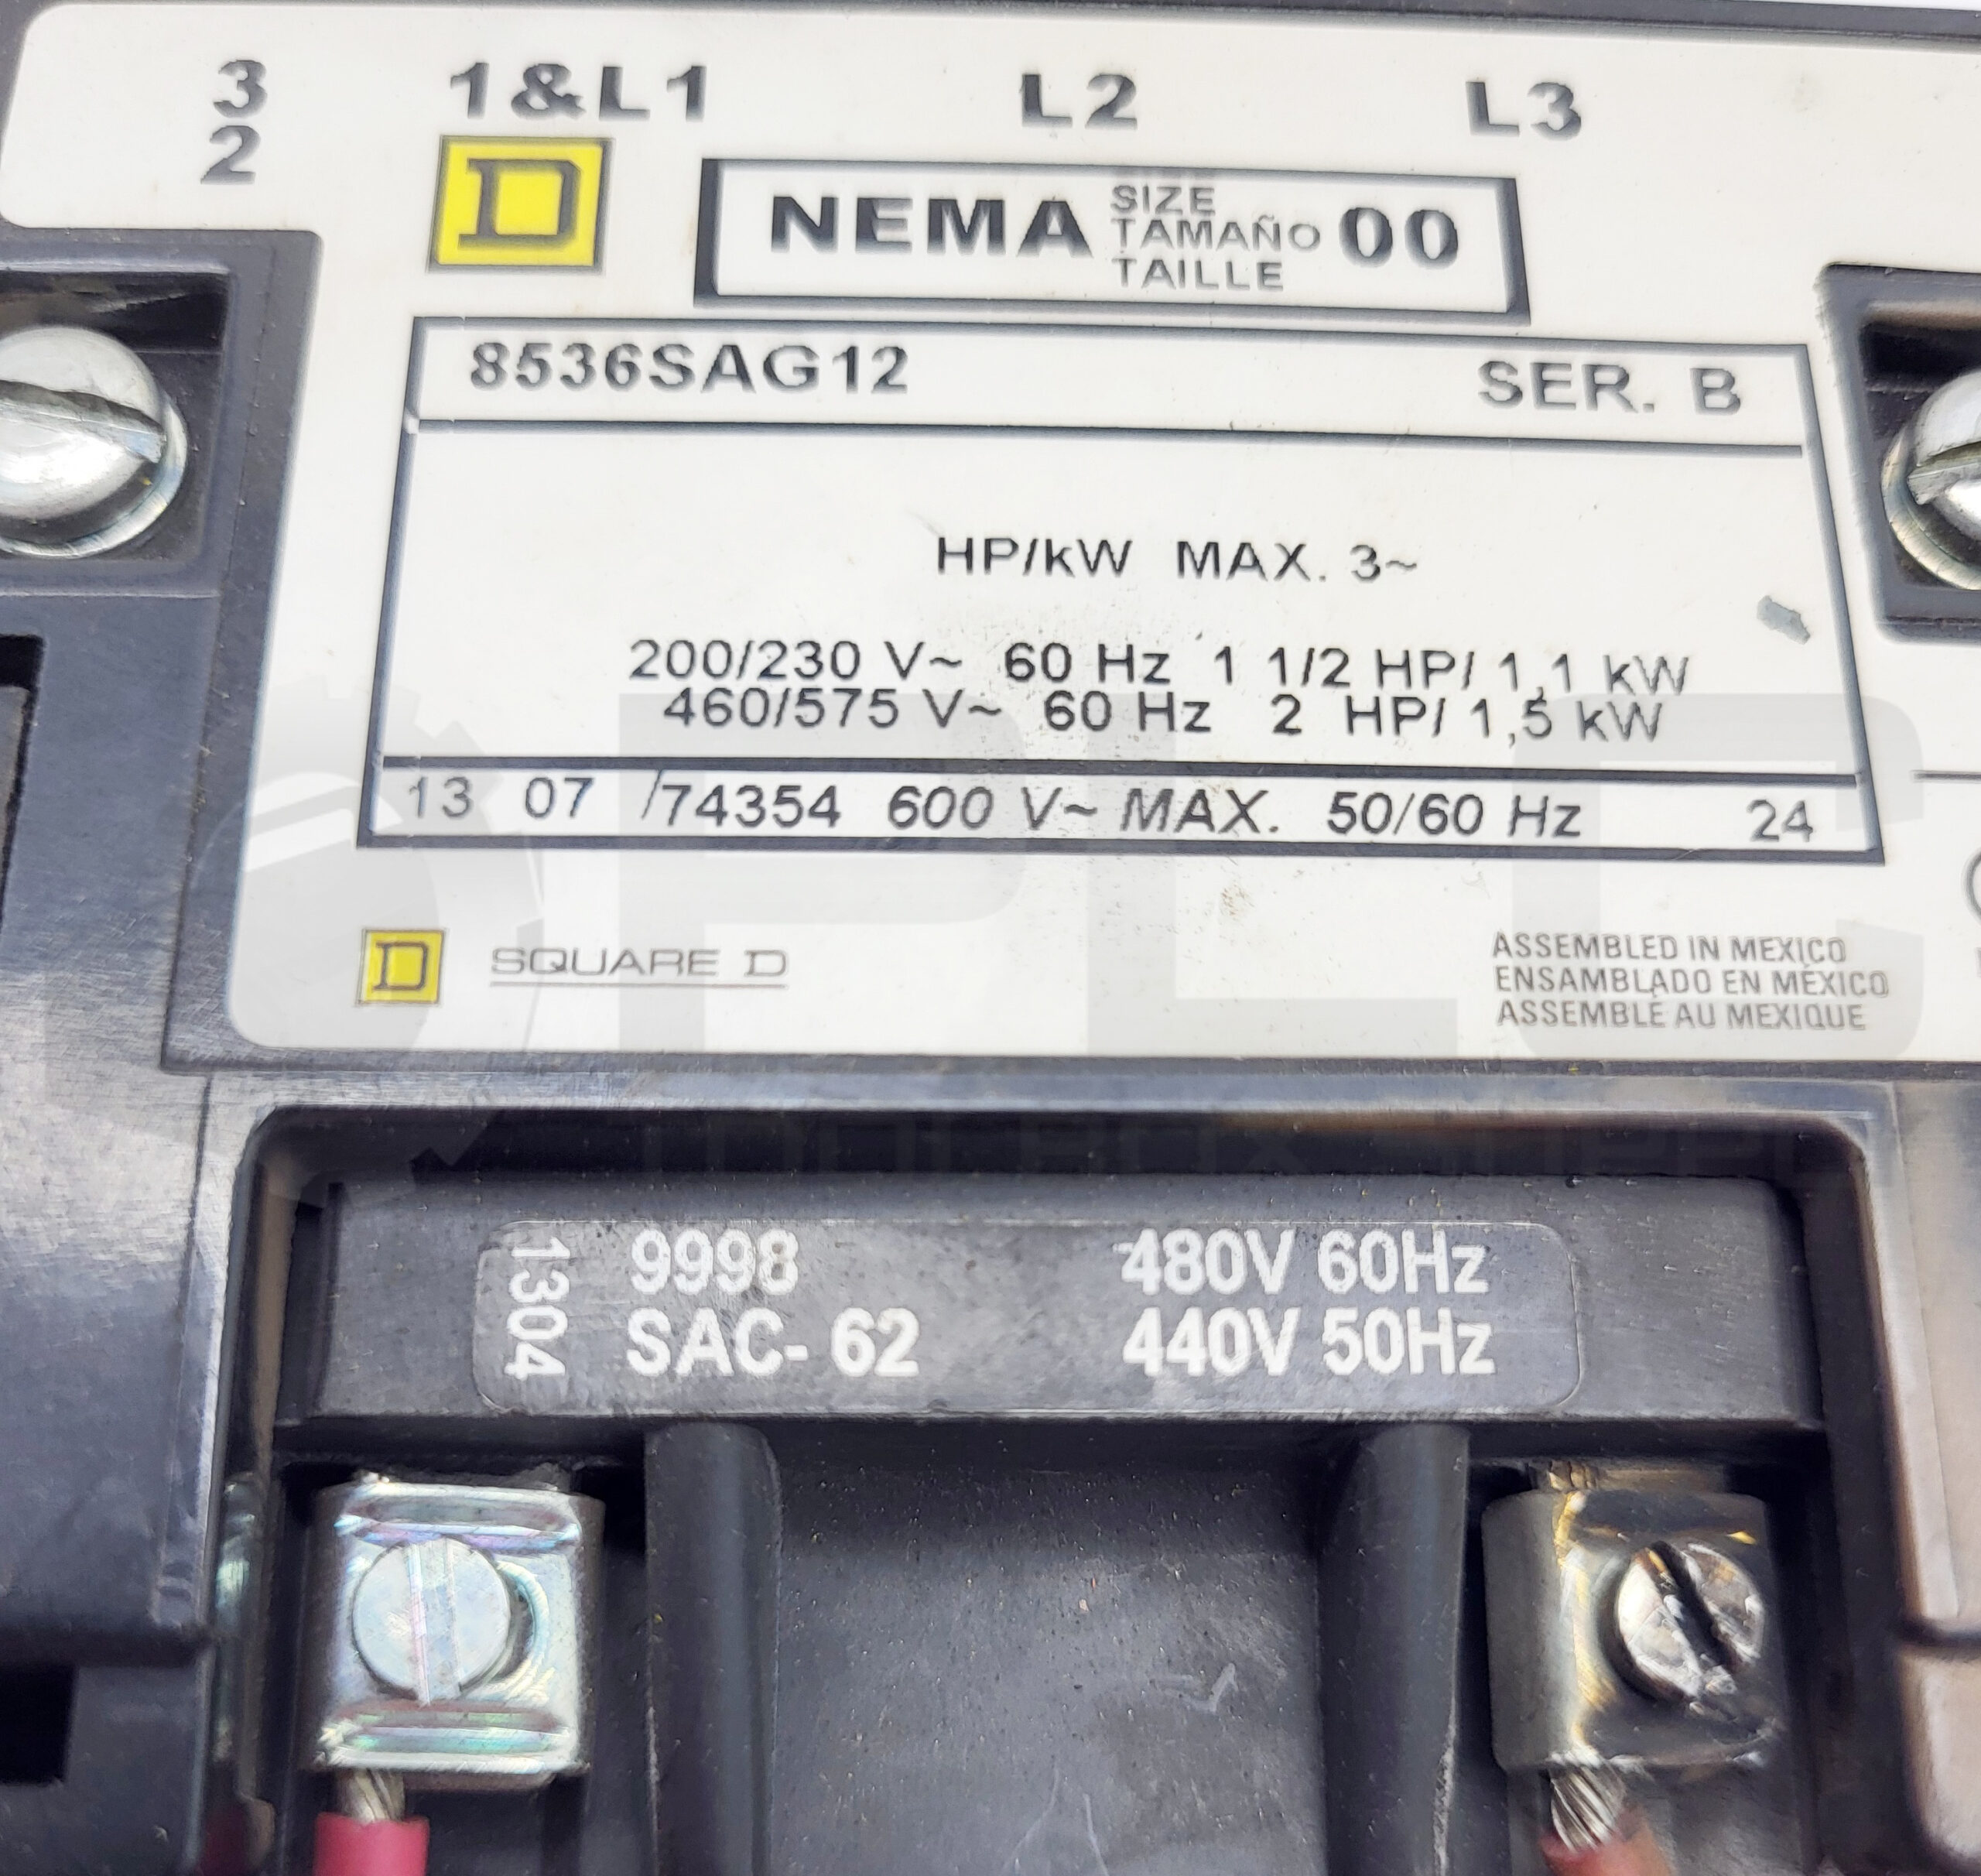 3 1&L1 L2 L3
2
D
NEMA SIZE 00
TAMAÑO
TAILLE
8536SAG12 SER. B
HP/kW MAX. 3~
200/230 V~ 60 Hz 1 1/2 HP/ 1,1 kW
460/575 V~ 60 Hz 2 HP/ 1,5 kW
13 07 /74354 600 V~ MAX. 50/60 Hz 24
D SQUARE D
ASSEMBLED IN MEXICO
ENSAMBLADO EN MÉXICO
ASSEMBLÉ AU MEXIQUE
PLC
TOOLBOX SUPPLY
1304
9998 480V 60Hz
SAC- 62 440V 50Hz